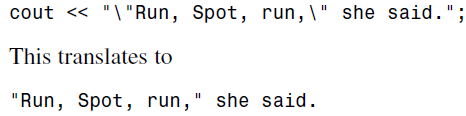 cout << "\"Run, Spot, run,\" she said.";
This translates to
"Run, Spot, run," she said.